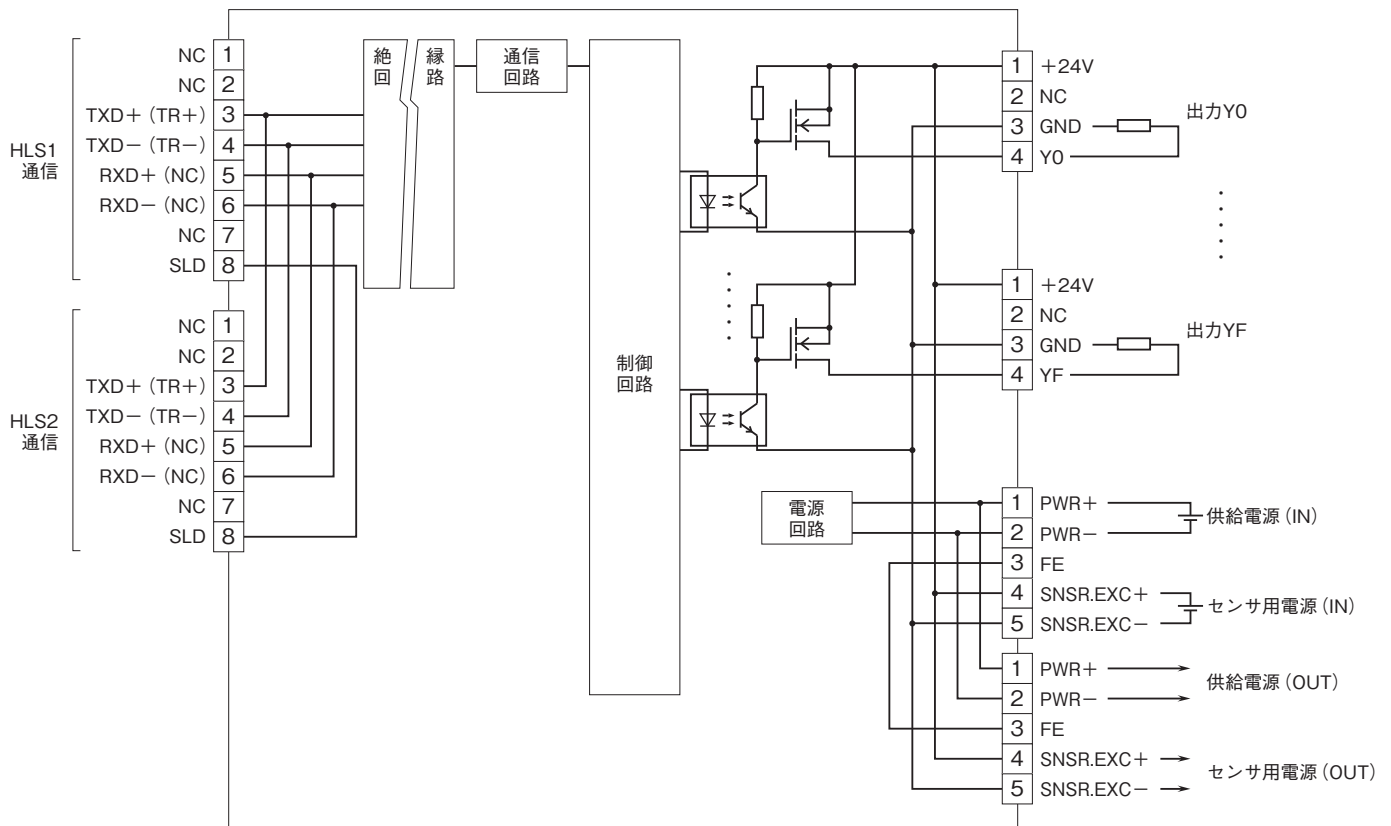 HLS1
通信
NC 1
NC 2
TXD+(TR+) 3
TXD−(TR−) 4
RXD+(NC) 5
RXD−(NC) 6
NC 7
SLD 8
HLS2
通信
NC 1
NC 2
TXD+(TR+) 3
TXD−(TR−) 4
RXD+(NC) 5
RXD−(NC) 6
NC 7
SLD 8
絶縁
回路
通信
回路
制御
回路
電源
回路
1 +24V
2 NC
3 GND
4 Y0
出力Y0
1 +24V
2 NC
3 GND
4 YF
出力YF
1 PWR+
2 PWR−
3 FE
4 SNSR.EXC+
5 SNSR.EXC−
供給電源(IN)
センサ用電源(IN)
1 PWR+
2 PWR−
3 FE
4 SNSR.EXC+
5 SNSR.EXC−
供給電源(OUT)
センサ用電源(OUT)